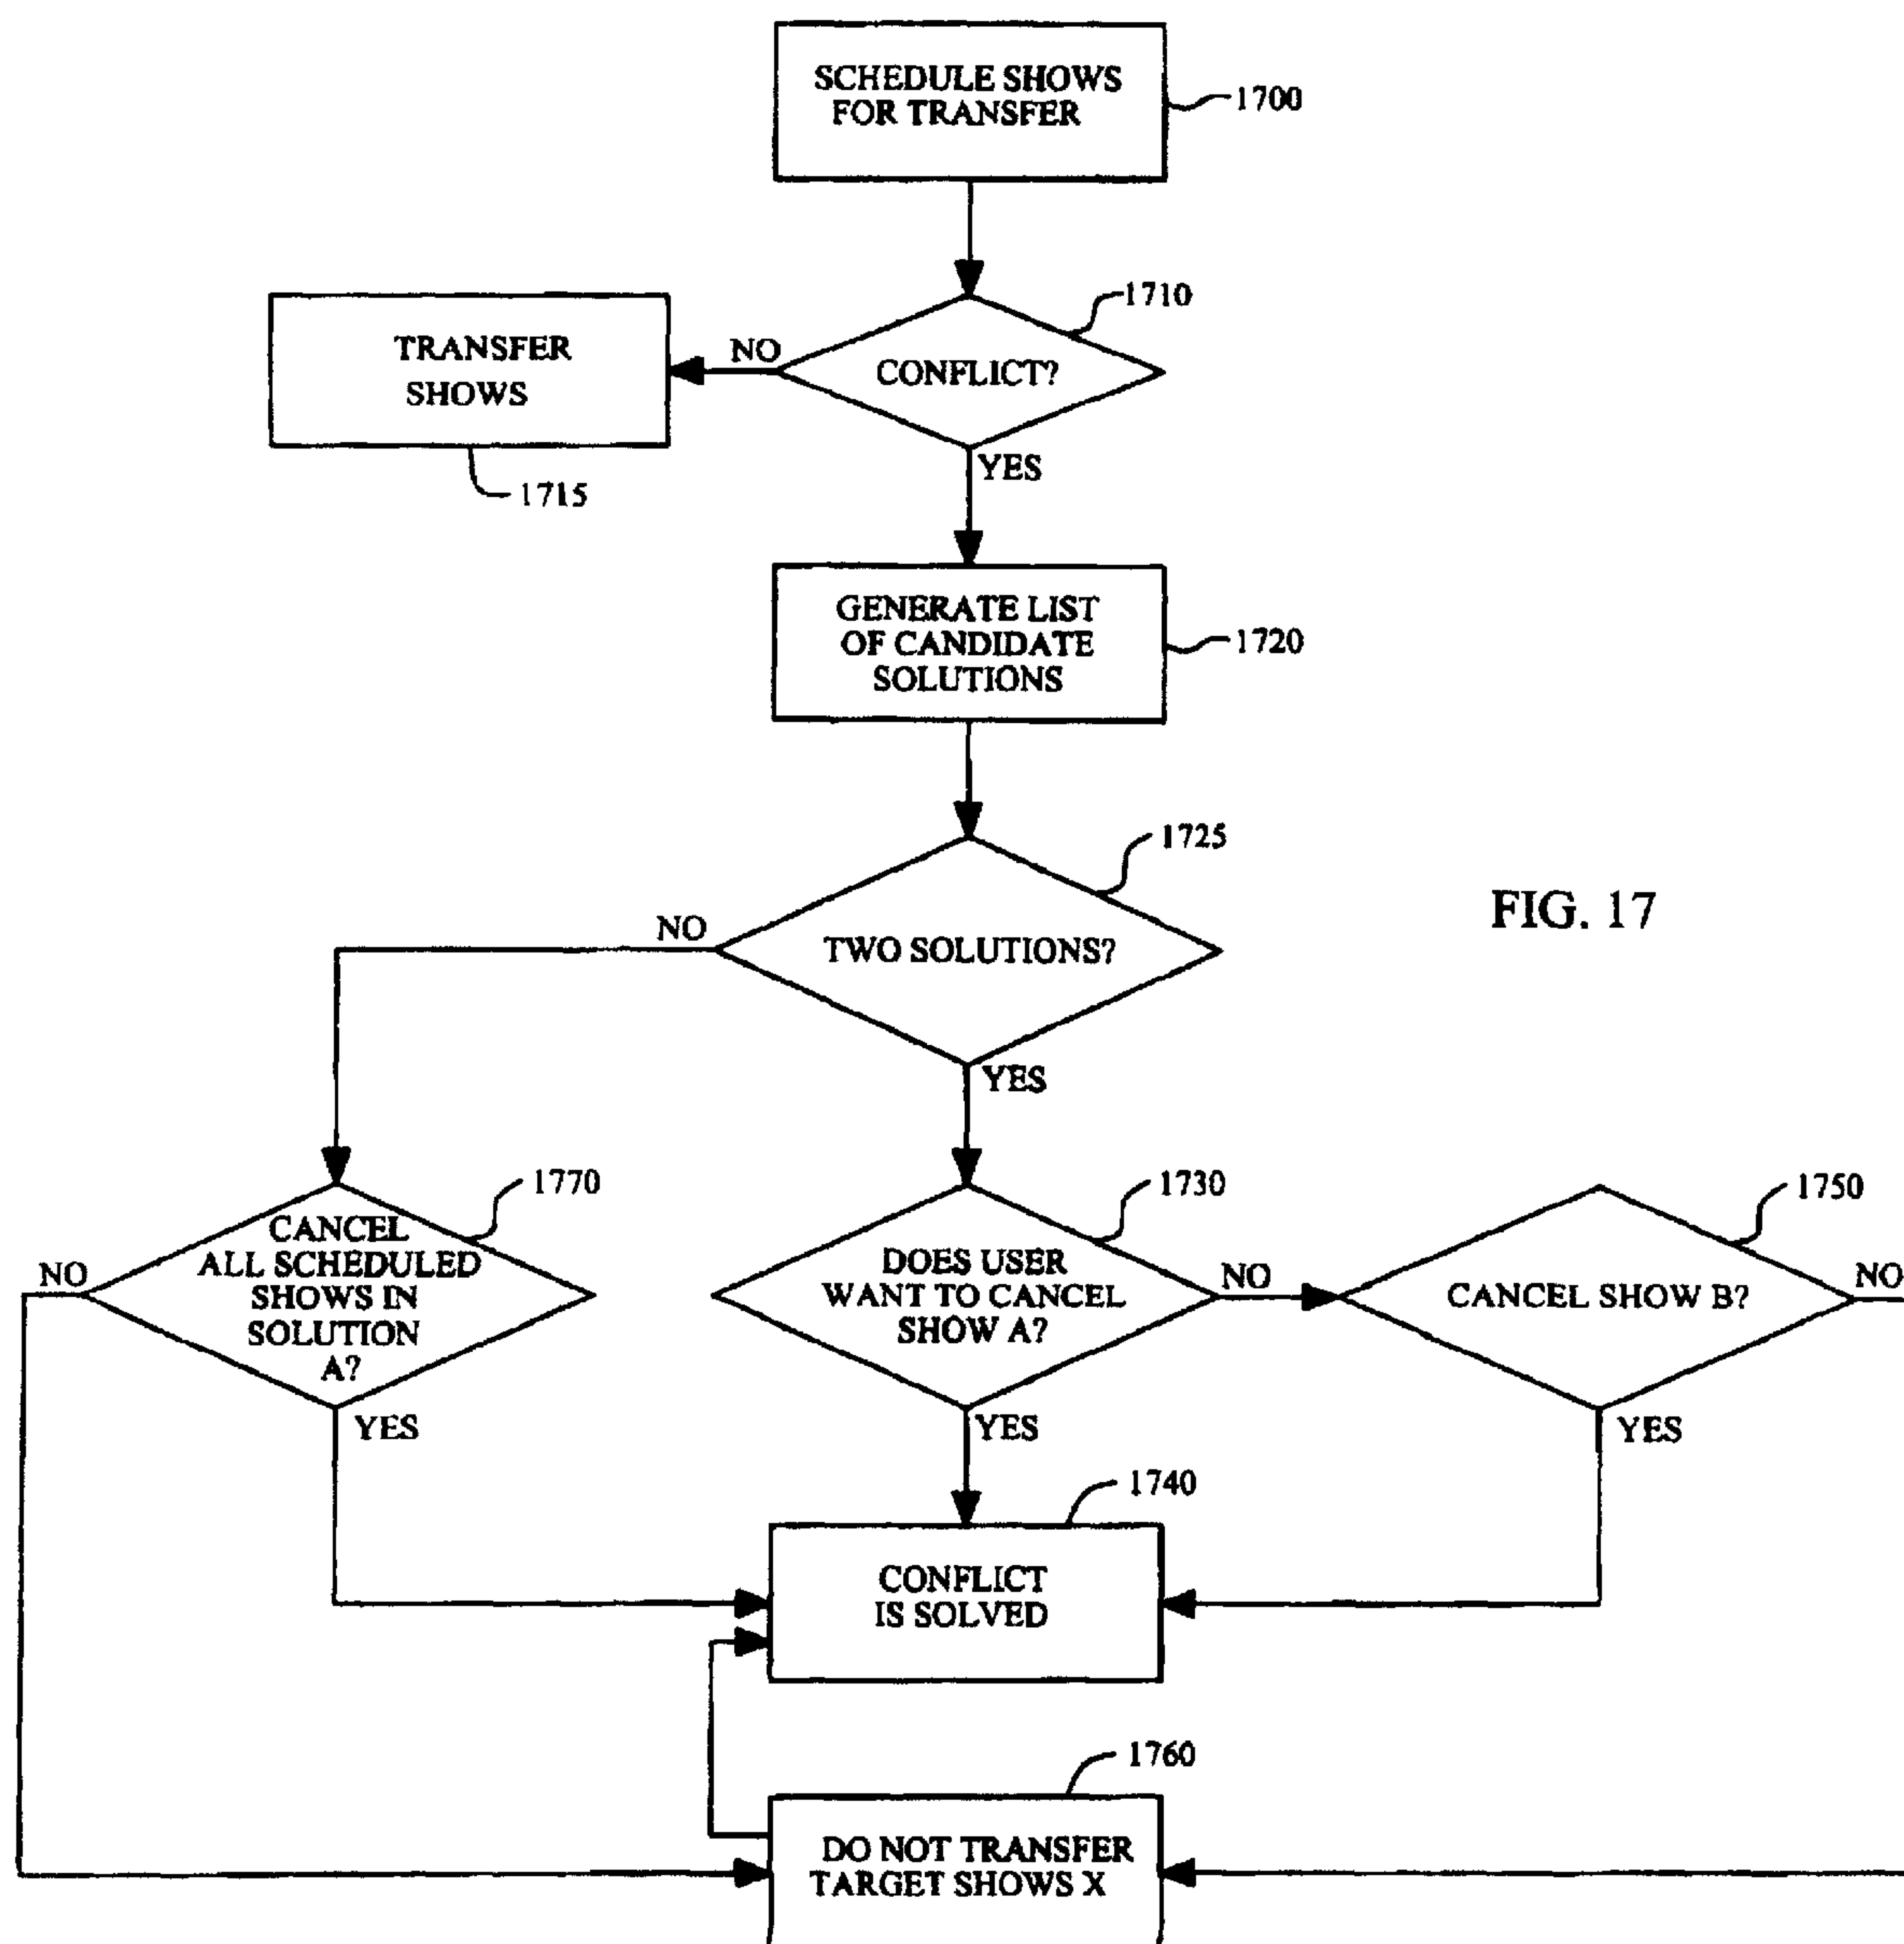 SCHEDULE SHOWS
FOR TRANSFER
1700
1710
TRANSFER
SHOWS
NO
CONFLICT?
1715
YES
GENERATE LIST
OF CANDIDATE
SOLUTIONS
1720
1725
FIG. 17
NO
TWO SOLUTIONS?
YES
1770
CANCEL
ALL SCHEDULED
SHOWS IN
SOLUTION
A?
NO
YES
1730
DOES USER
WANT TO CANCEL
SHOW A?
NO
YES
1750
CANCEL SHOW B?
NO
YES
1740
CONFLICT
IS SOLVED
1760
DO NOT TRANSFER
TARGET SHOWS X